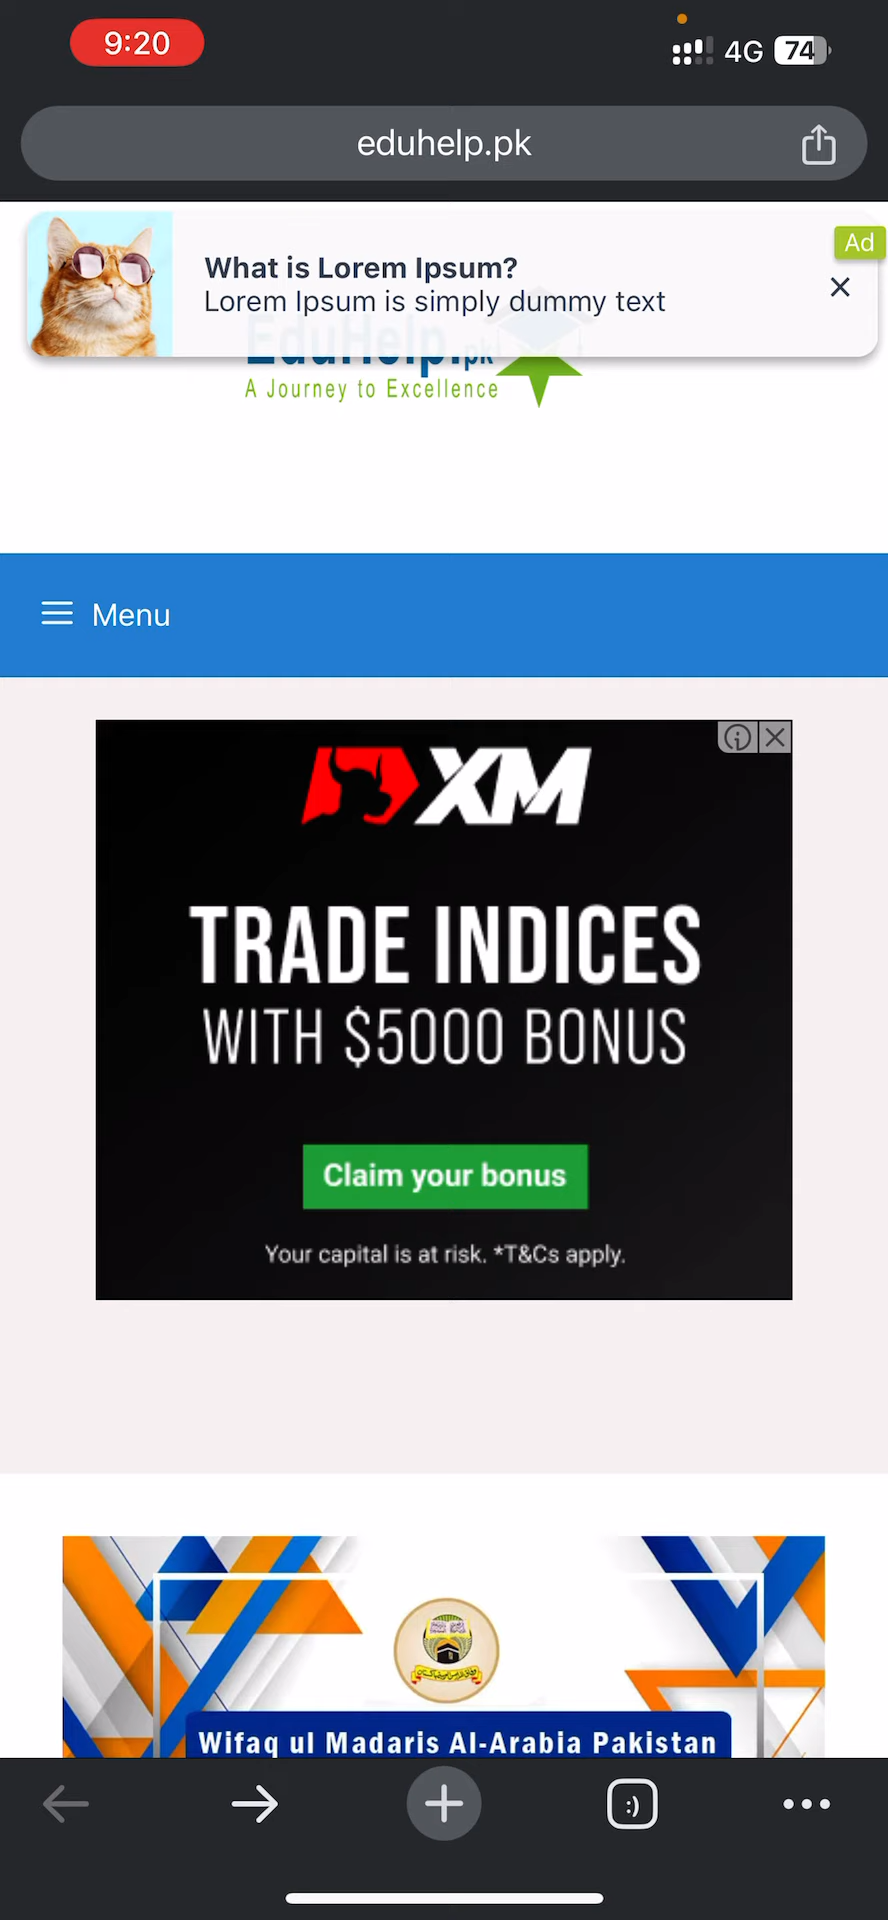 9:20
4G 74
eduhelp.pk
Ad
What is Lorem Ipsum?
Lorem Ipsum is simply dummy text
EduHelp.pk
A Journey to Excellence
Menu
XM
TRADE INDICES
WITH $5000 BONUS
Claim your bonus
Your capital is at risk. *T&Cs apply.
Wifaq ul Madaris Al-Arabia Pakistan
:)